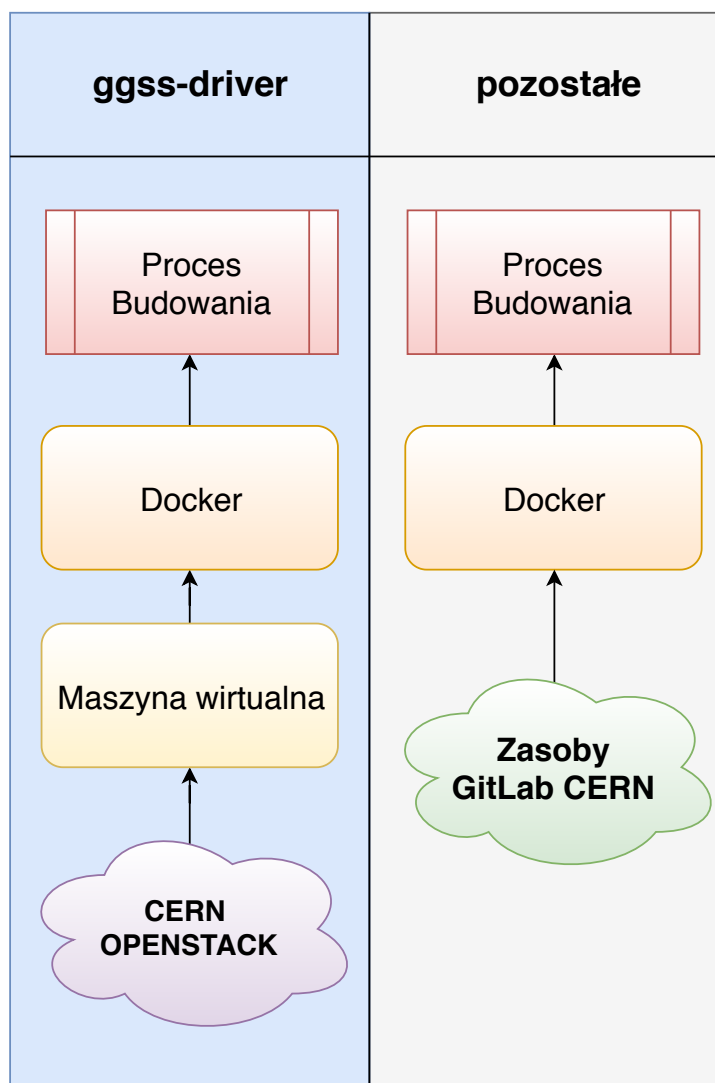 ggss-driver
pozostałe
Proces
Budowania
Proces
Budowania
Docker
Docker
Maszyna wirtualna
Zasoby
GitLab CERN
CERN
OPENSTACK